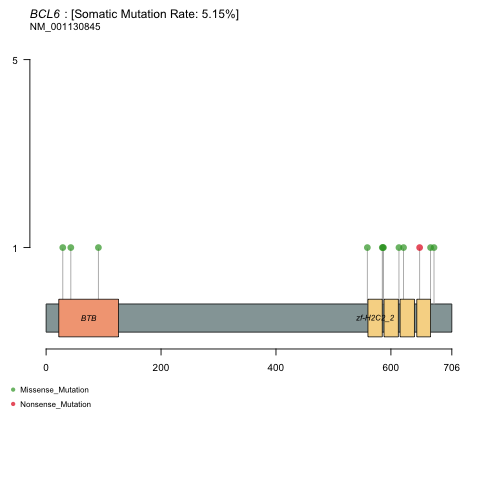 BCL6 : [Somatic Mutation Rate: 5.15%]
NM_001130845
5
1
BTB
zf-H2C2_2
0 200 400 600 706
Missense_Mutation
Nonsense_Mutation